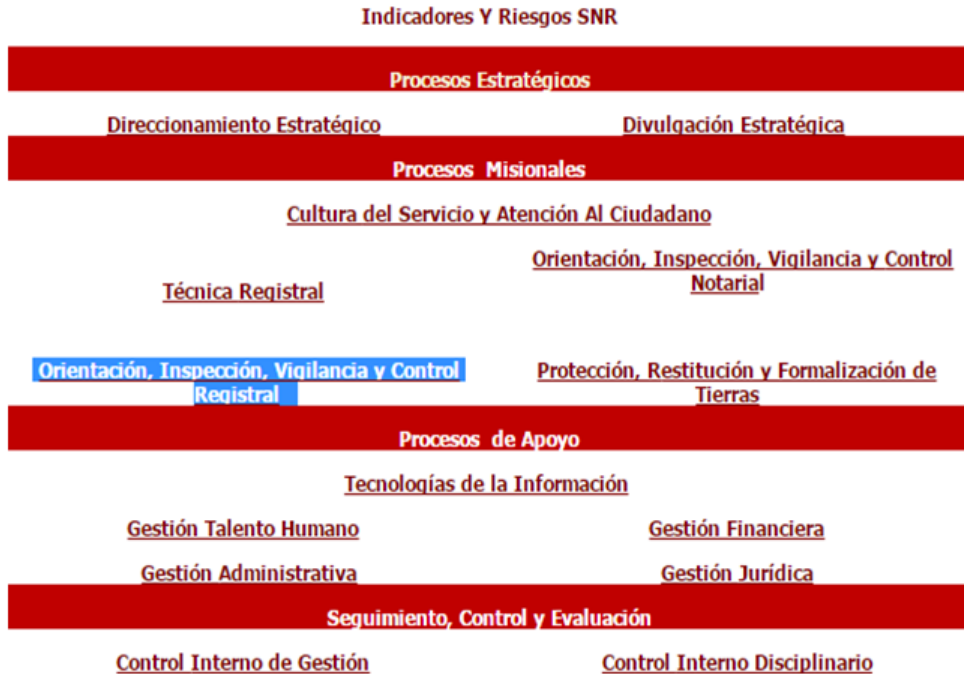 Indicadores Y Riesgos SNR
Procesos Estratégicos
Direccionamiento Estratégico
Divulgación Estratégica
Procesos Misionales
Cultura del Servicio y Atención Al Ciudadano
Técnica Registral
Orientación, Inspección, Vigilancia y Control
Notarial
Orientación, Inspección, Vigilancia y Control
Registral
Protección, Restitución y Formalización de
Tierras
Procesos de Apoyo
Tecnologías de la Información
Gestión Talento Humano
Gestión Financiera
Gestión Administrativa
Gestión Jurídica
Seguimiento, Control y Evaluación
Control Interno de Gestión
Control Interno Disciplinario